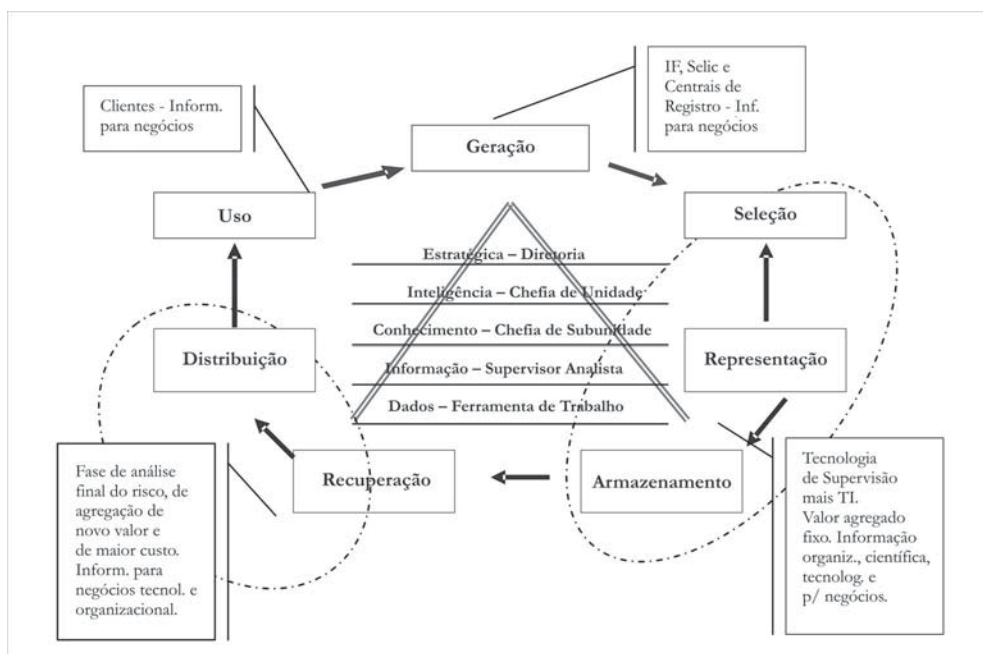 Clientes - Inform.
para negócios
IF, Selic e
Centrais de
Registro - Inf.
para negócios
Geração
Uso
Seleção
Estratégica – Diretoria
Inteligência – Chefia de Unidade
Conhecimento – Chefia de Subunidade
Informação – Supervisor Analista
Dados – Ferramenta de Trabalho
Distribuição
Representação
Recuperação
Armazenamento
Fase de análise
final do risco, de
agregação de
novo valor e
de maior custo.
Inform. para
negócios tecnol. e
organizacional.
Tecnologia
de Supervisão
mais TI.
Valor agregado
fixo. Informação
organiz., científica,
tecnolog. e
p/ negócios.